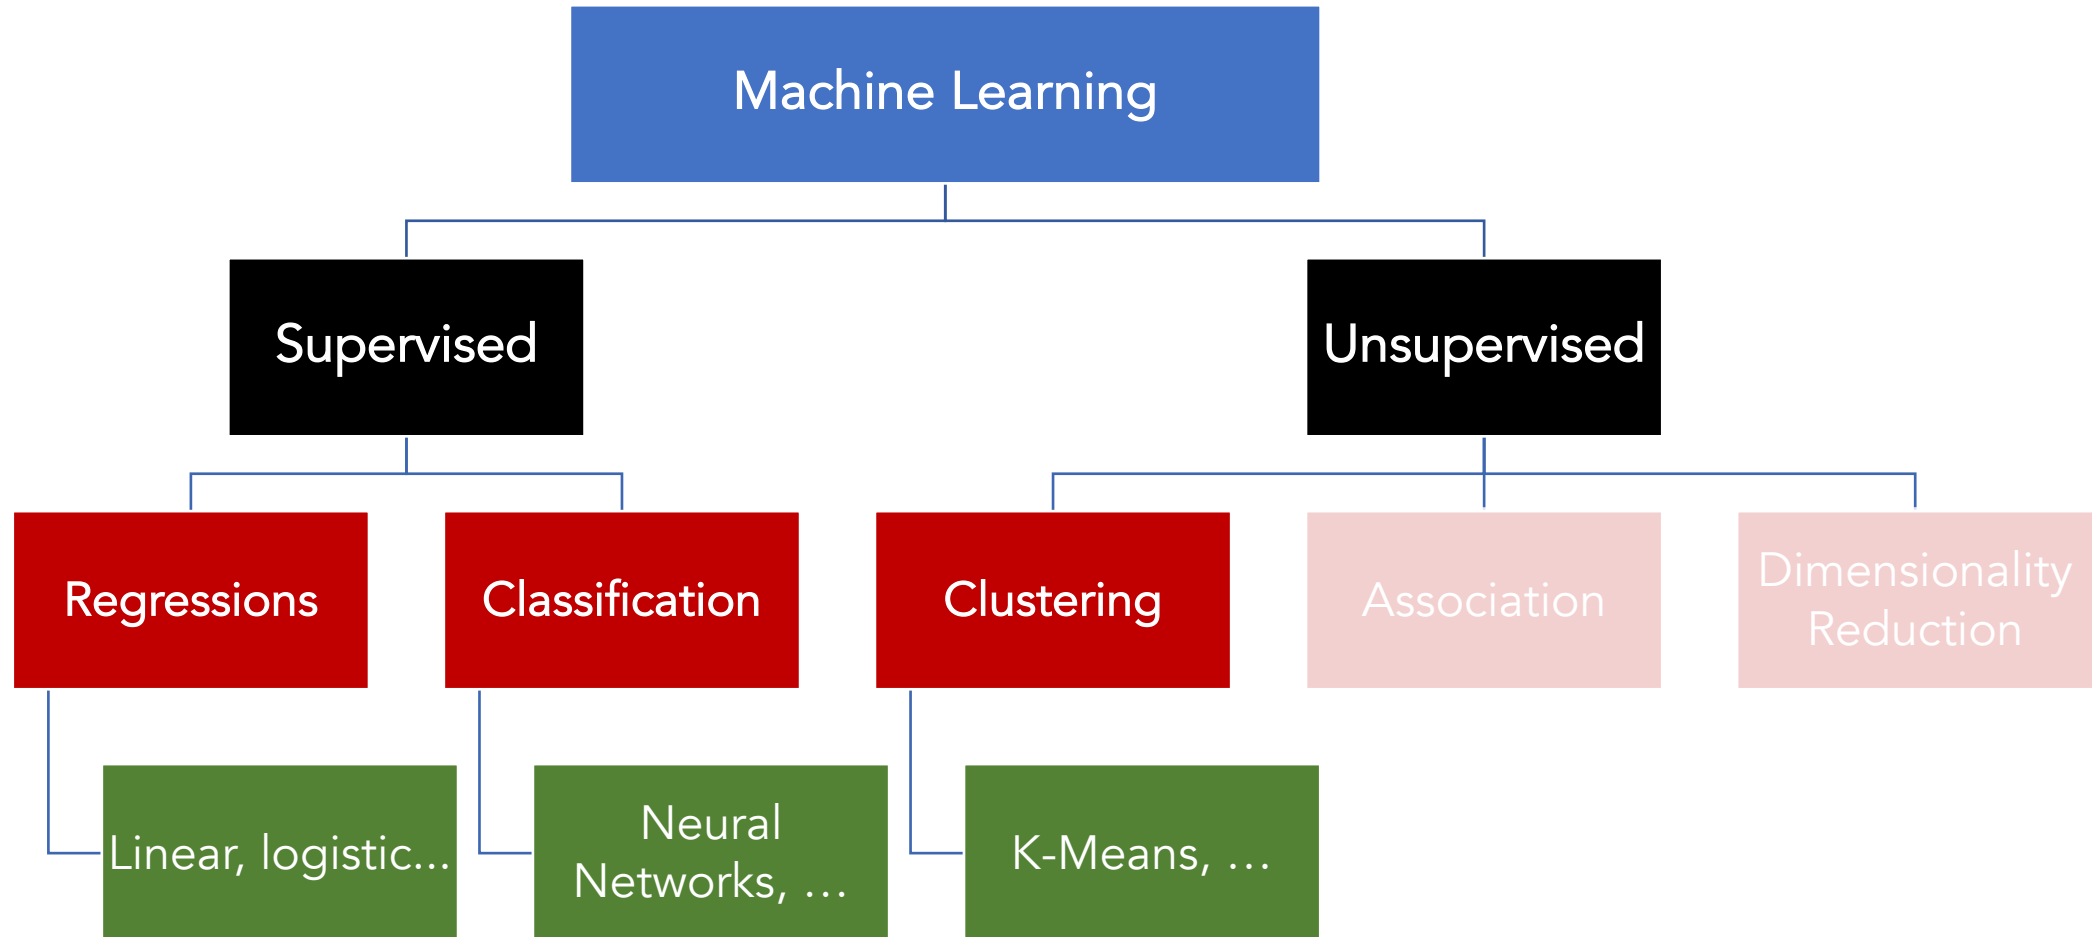 Machine Learning
Supervised
Unsupervised
Regressions
Classification
Clustering
Association
Dimensionality
Reduction
Linear, logistic...
Neural
Networks, …
K-Means, …